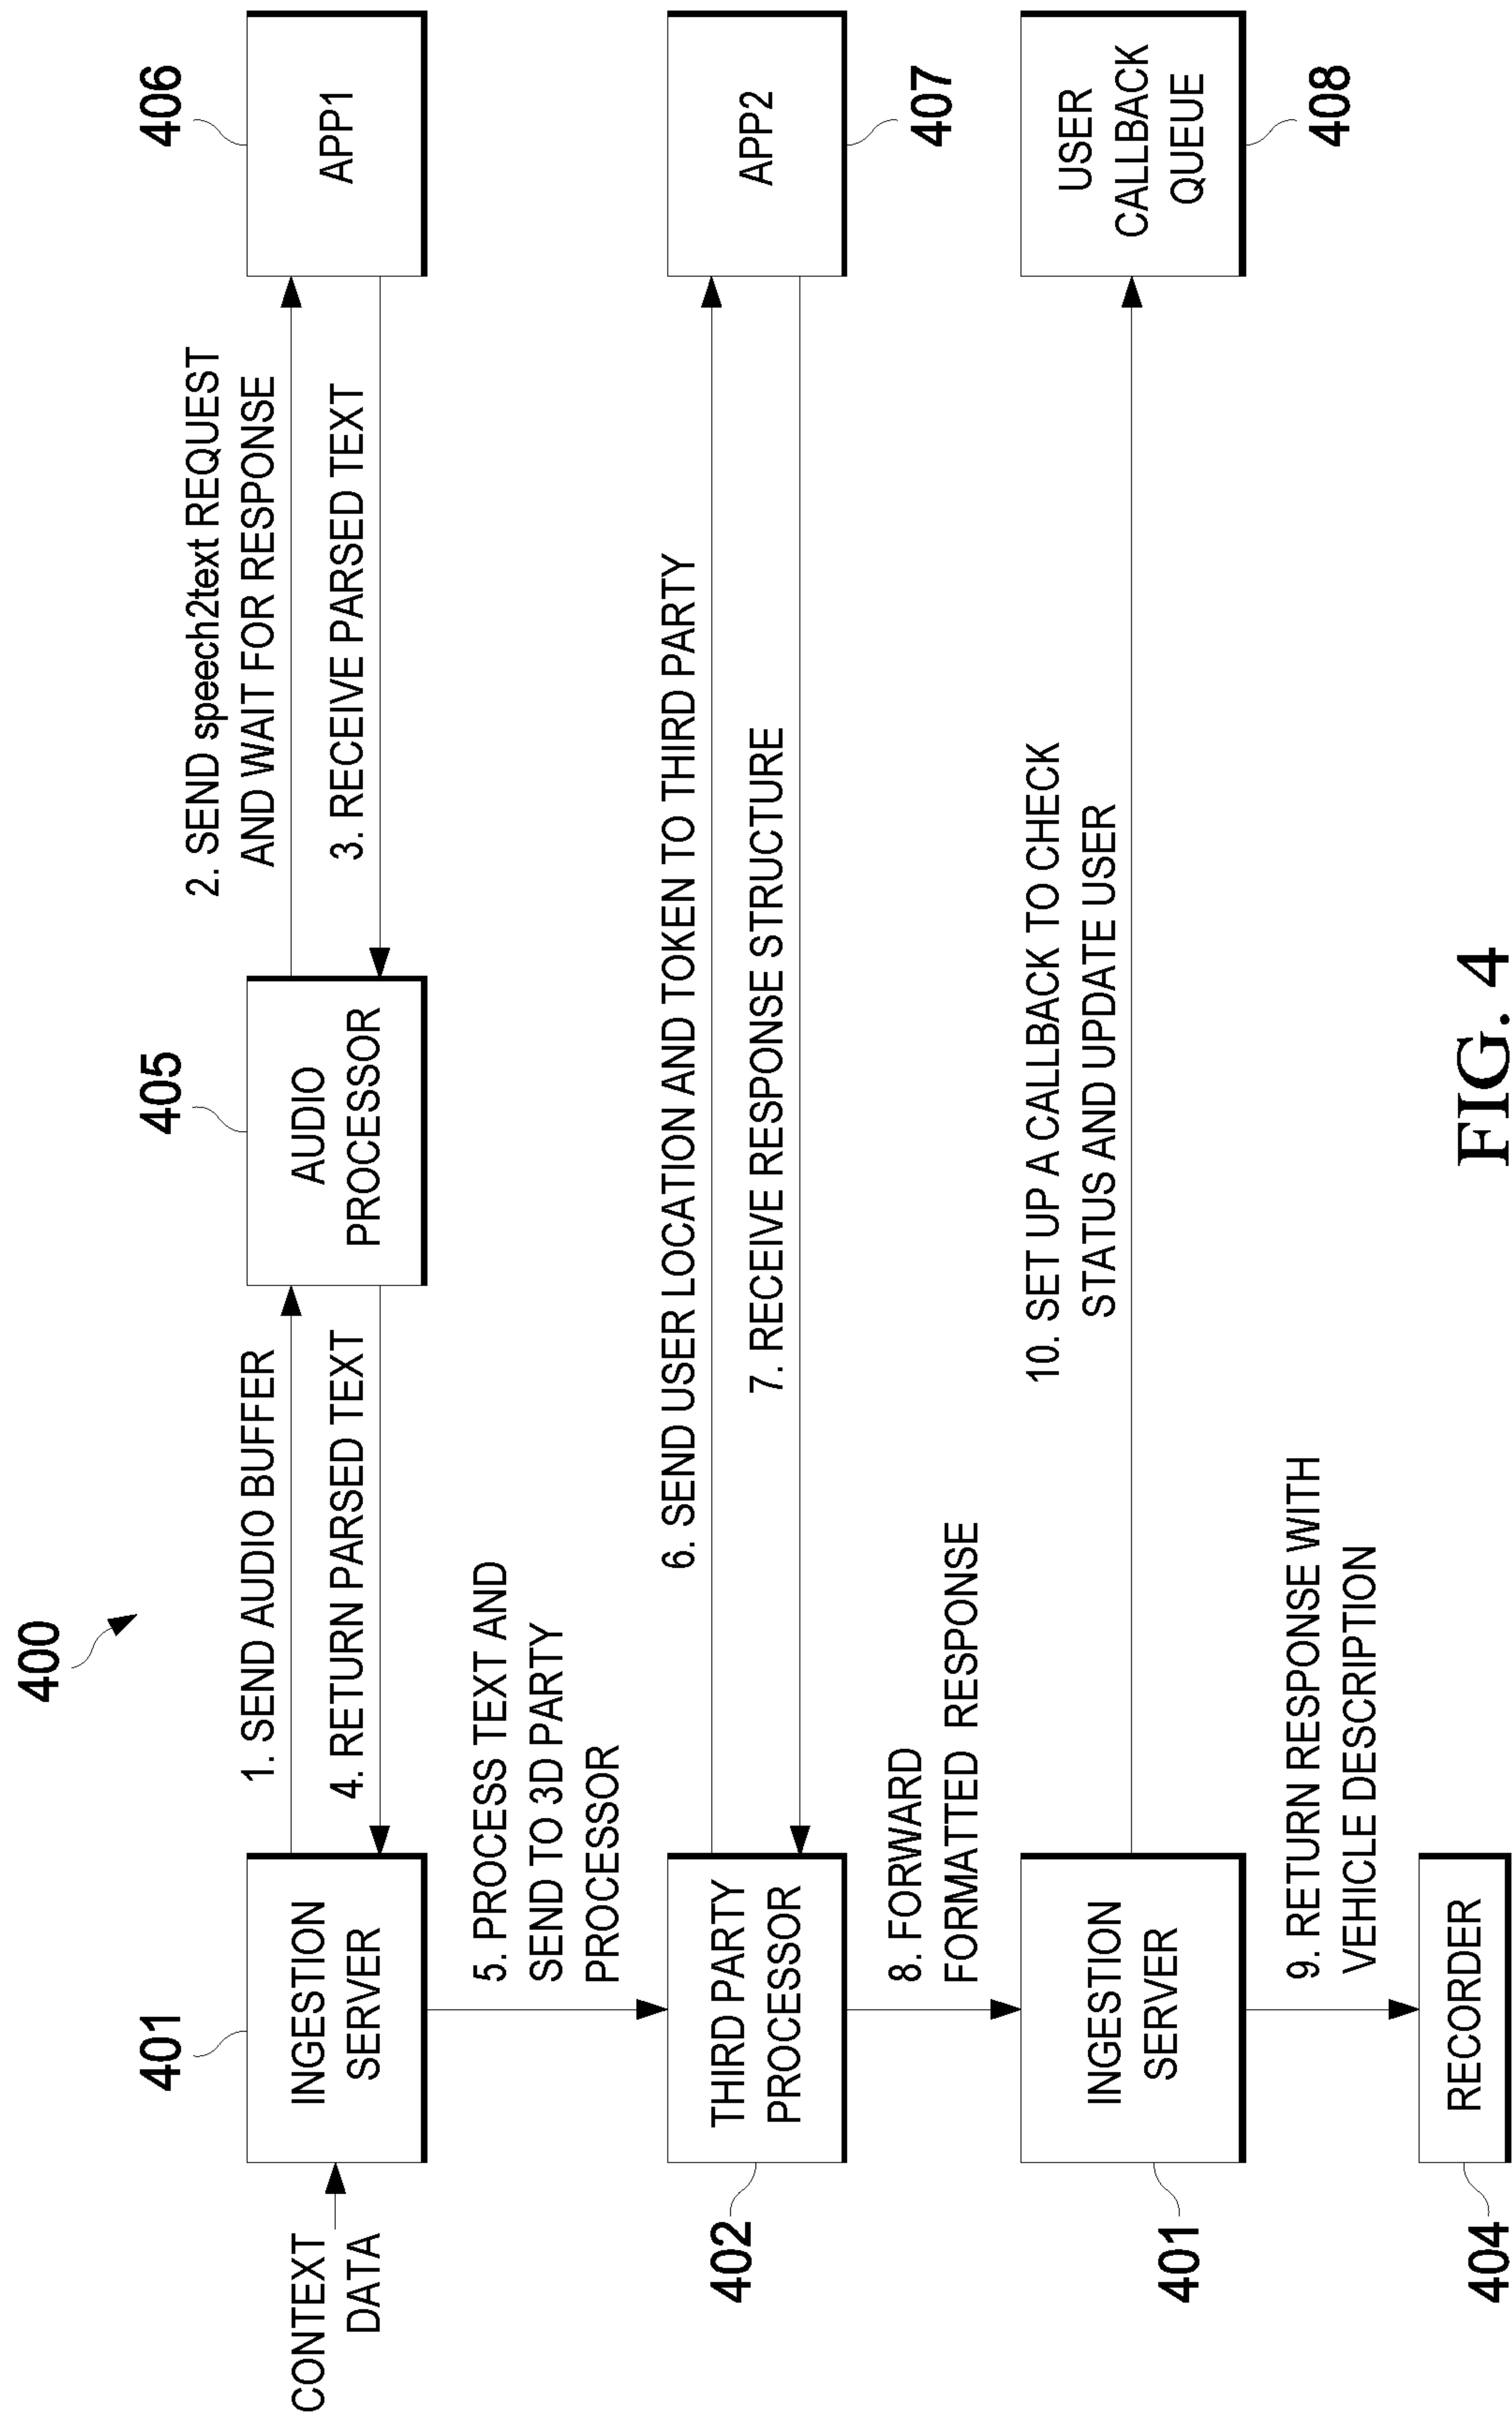 400
401
405
406
CONTEXT
DATA
INGESTION
SERVER
1. SEND AUDIO BUFFER
4. RETURN PARSED TEXT
AUDIO
PROCESSOR
2. SEND speech2text REQUEST
AND WAIT FOR RESPONSE
3. RECEIVE PARSED TEXT
APP1
5. PROCESS TEXT AND
SEND TO 3D PARTY
PROCESSOR
402
THIRD PARTY
PROCESSOR
6. SEND USER LOCATION AND TOKEN TO THIRD PARTY
7. RECEIVE RESPONSE STRUCTURE
APP2
407
8. FORWARD
FORMATTED RESPONSE
401
INGESTION
SERVER
10. SET UP A CALLBACK TO CHECK
STATUS AND UPDATE USER
USER
CALLBACK
QUEUE
408
9. RETURN RESPONSE WITH
VEHICLE DESCRIPTION
404
RECORDER
FIG. 4